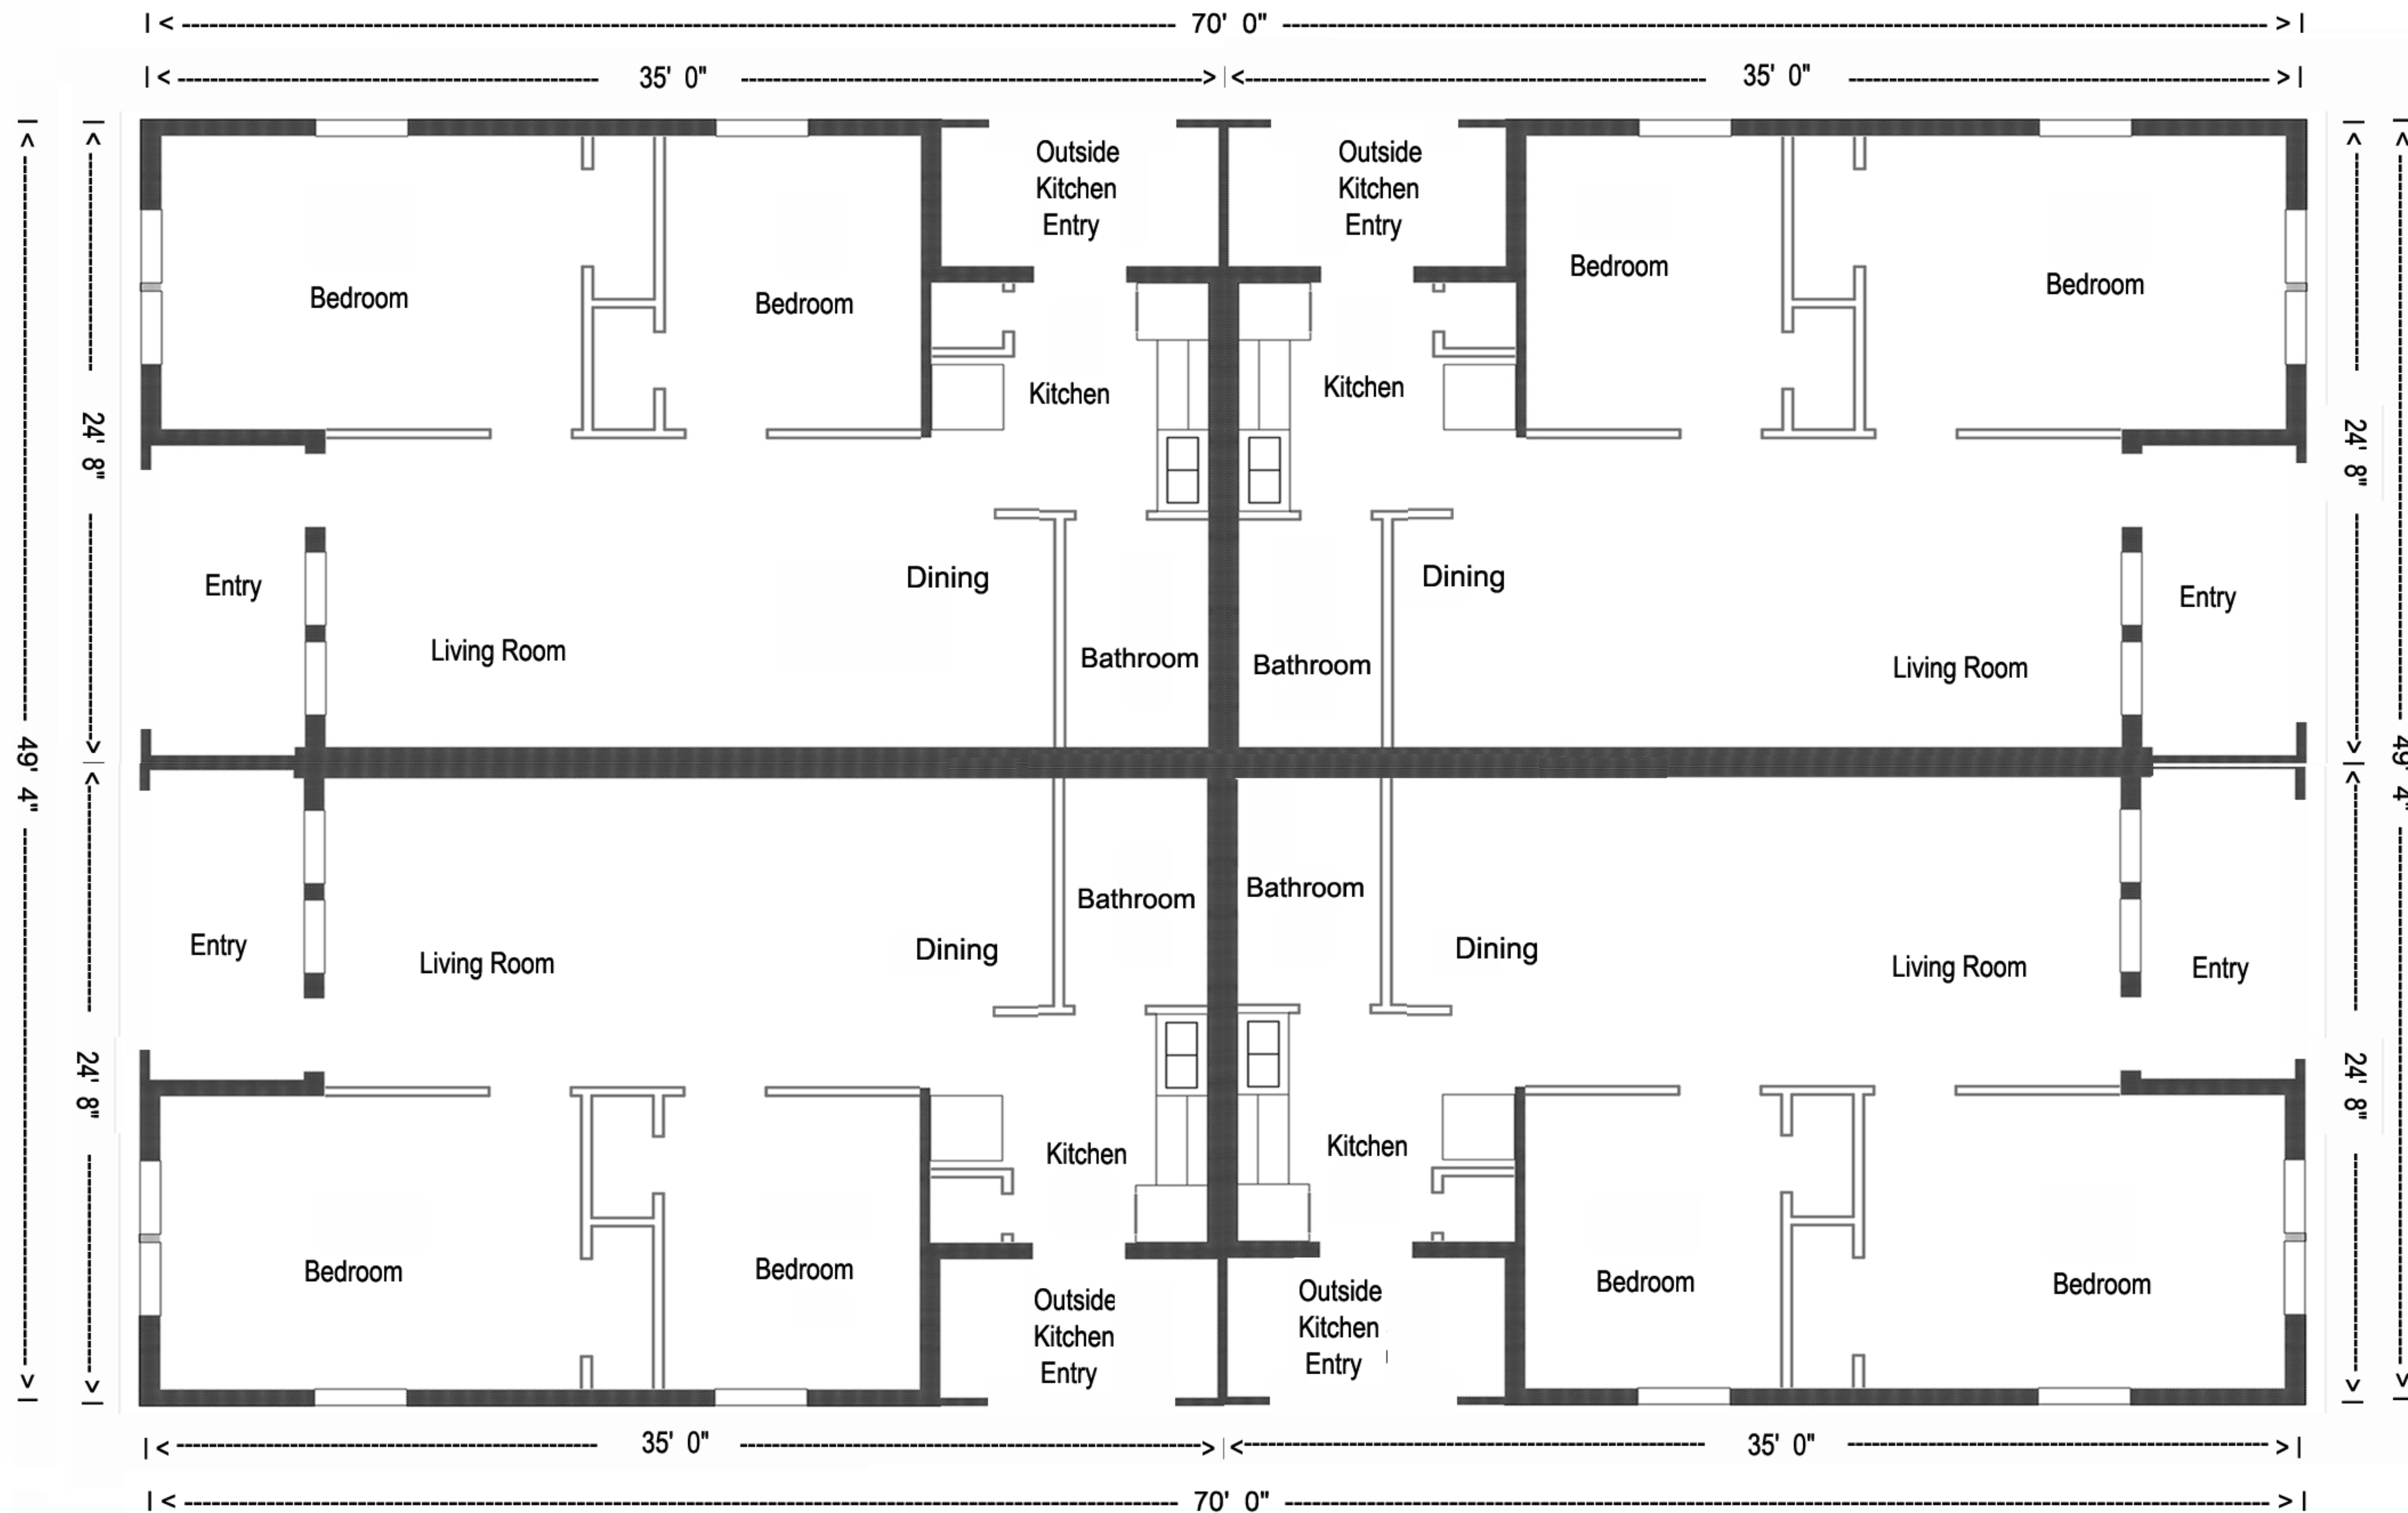 70' 0"
35' 0"
35' 0"
Outside
Kitchen
Entry
Outside
Kitchen
Entry
Bedroom
Bedroom
Bedroom
Bedroom
Kitchen
Kitchen
24' 8"
24' 8"
Entry
Dining
Dining
Entry
Living Room
Bathroom
Bathroom
Living Room
49' 4"
49' 4"
Entry
Living Room
Dining
Bathroom
Bathroom
Dining
Living Room
Entry
24' 8"
24' 8"
Kitchen
Kitchen
Bedroom
Bedroom
Bedroom
Bedroom
Outside
Kitchen
Entry
Outside
Kitchen
Entry
35' 0"
35' 0"
70' 0"